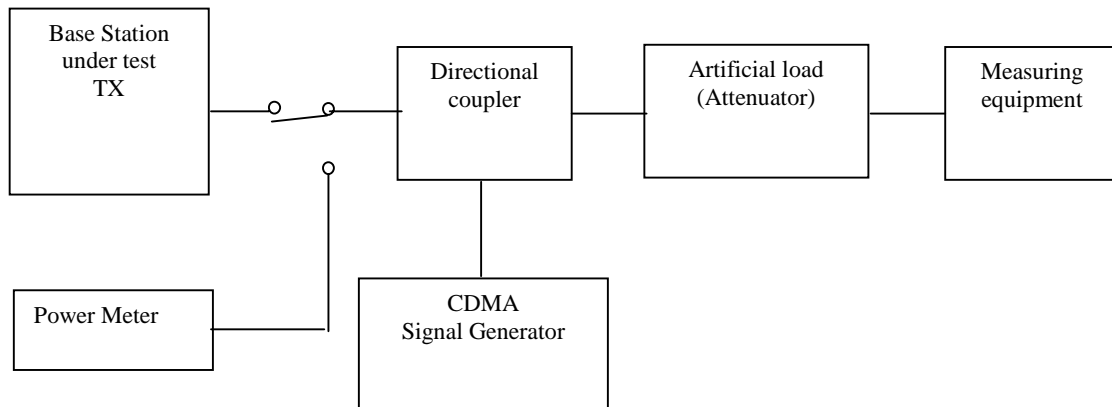 Base Station
under test
TX
Directional
coupler
Artificial load
(Attenuator)
Measuring
equipment
Power Meter
CDMA
Signal Generator